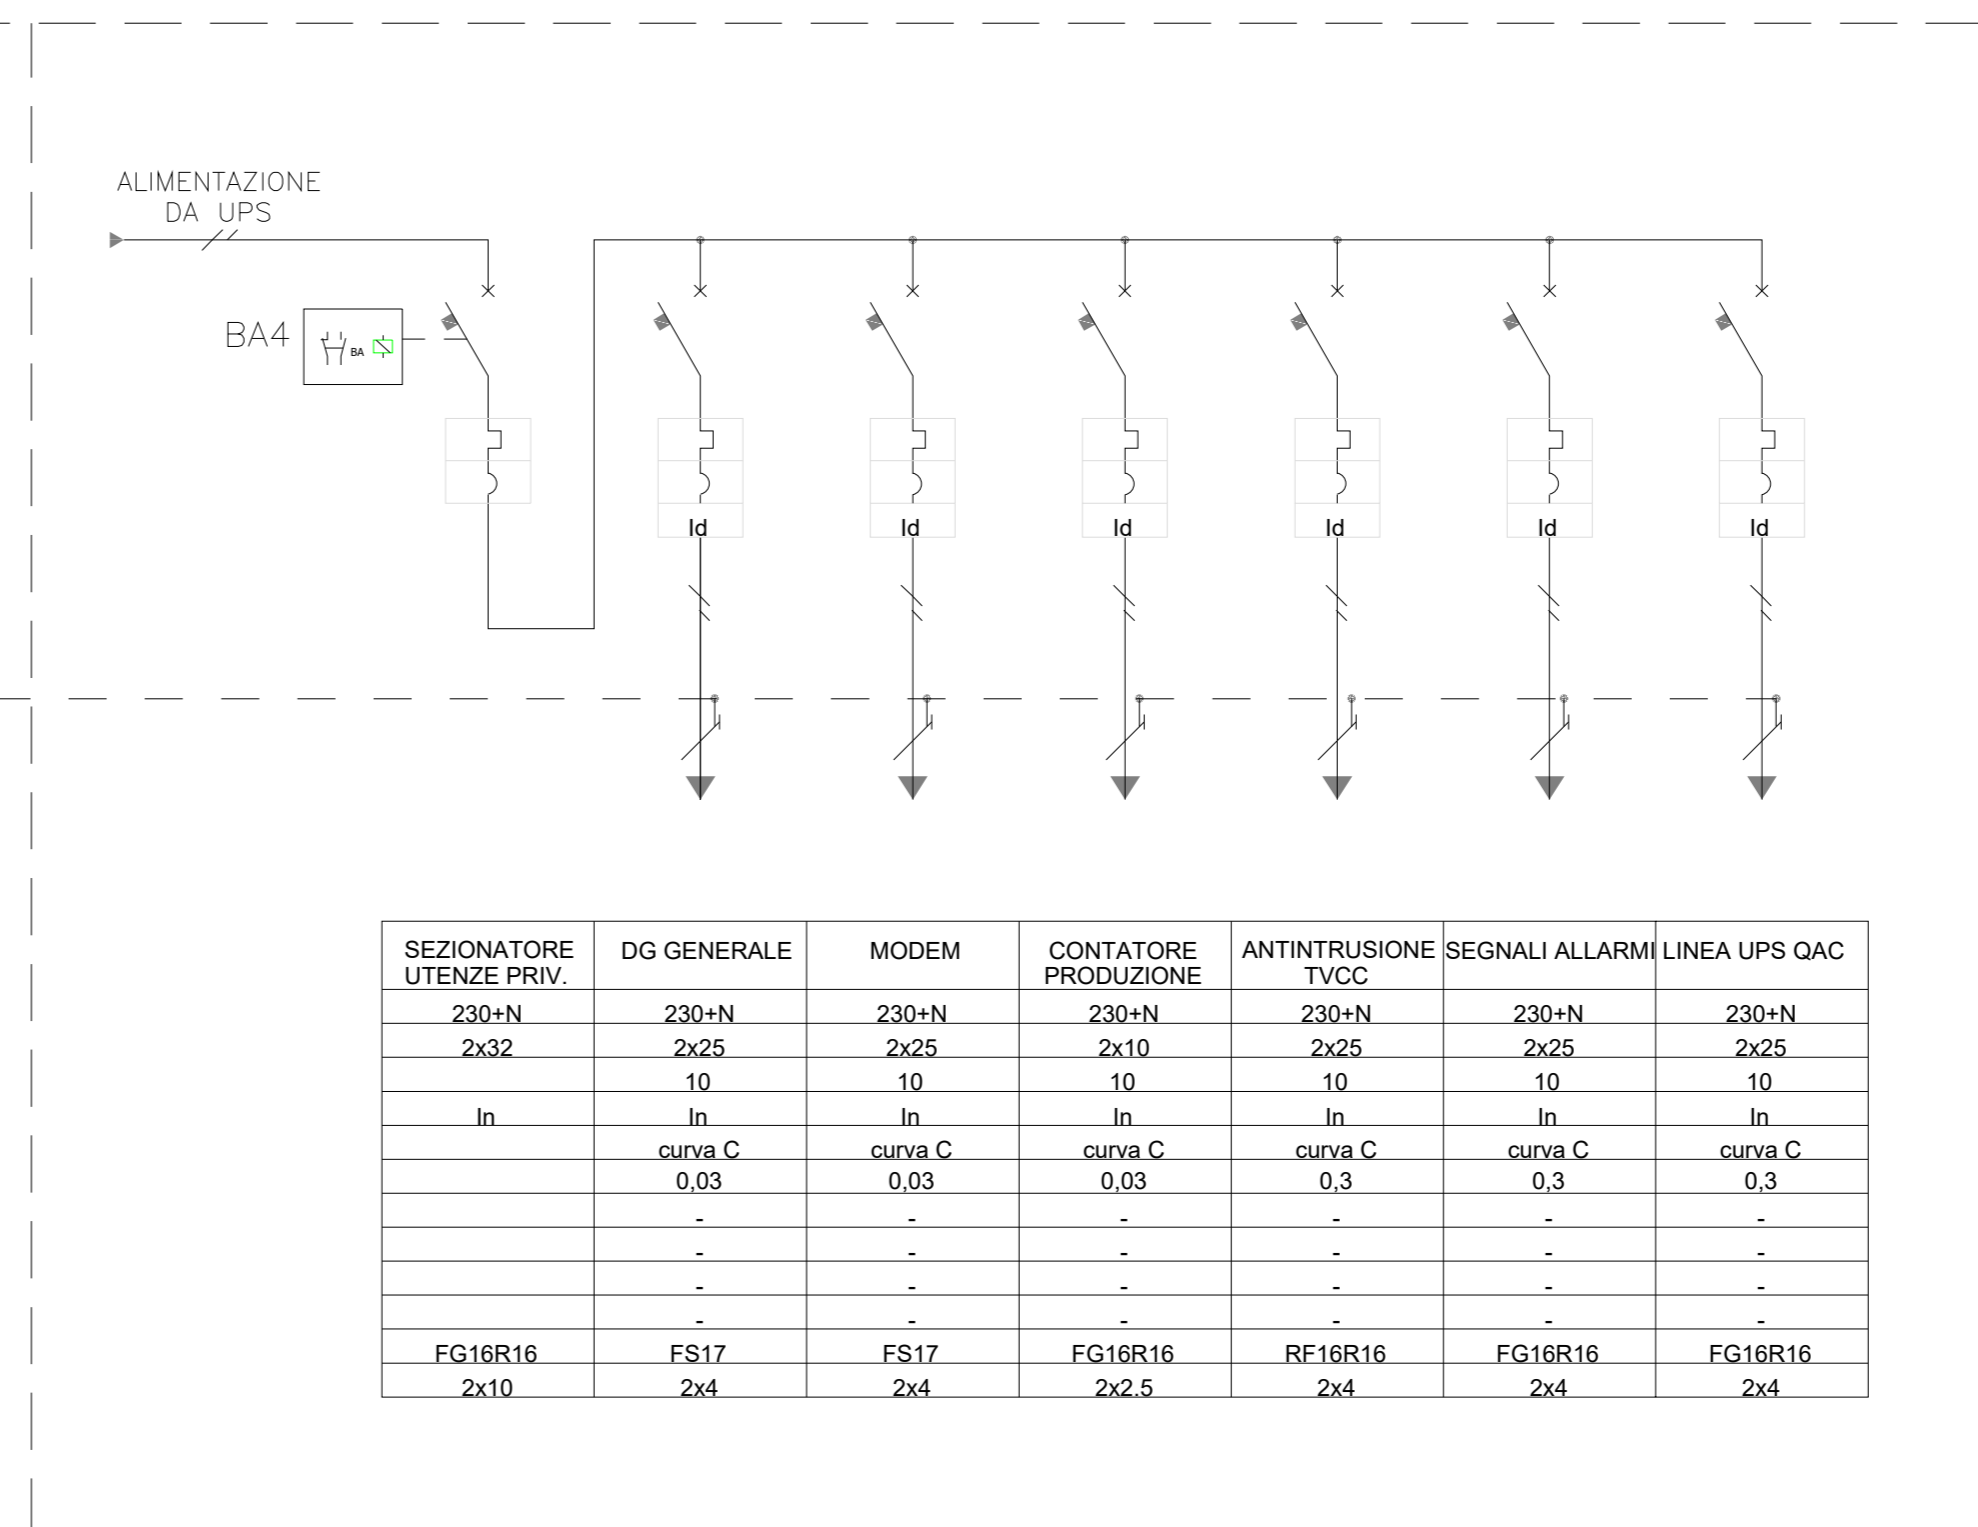 ALIMENTAZIONE
DA UPS
BA4
BA
Id Id Id Id Id Id
SEZIONATORE UTENZE PRIV. DG GENERALE MODEM CONTATORE PRODUZIONE ANTINTRUSIONE TVCC SEGNALI ALLARMI LINEA UPS QAC
230+N 230+N 230+N 230+N 230+N 230+N 230+N
2x32 2x25 2x25 2x10 2x25 2x25 2x25
10 10 10 10 10 10
In In In In In In In
curva C curva C curva C curva C curva C curva C
0,03 0,03 0,03 0,3 0,3 0,3
- - - - - -
- - - - - -
- - - - - -
- - - - - -
FG16R16 FS17 FS17 FG16R16 RF16R16 FG16R16 FG16R16
2x10 2x4 2x4 2x2.5 2x4 2x4 2x4